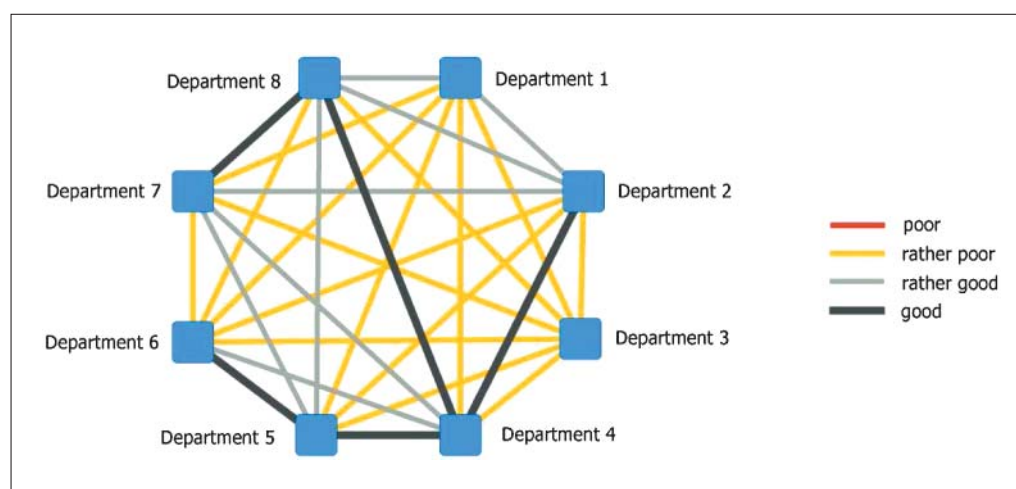 Department 8
Department 1
Department 7
Department 2
Department 6
Department 3
Department 5
Department 4
poor
rather poor
rather good
good